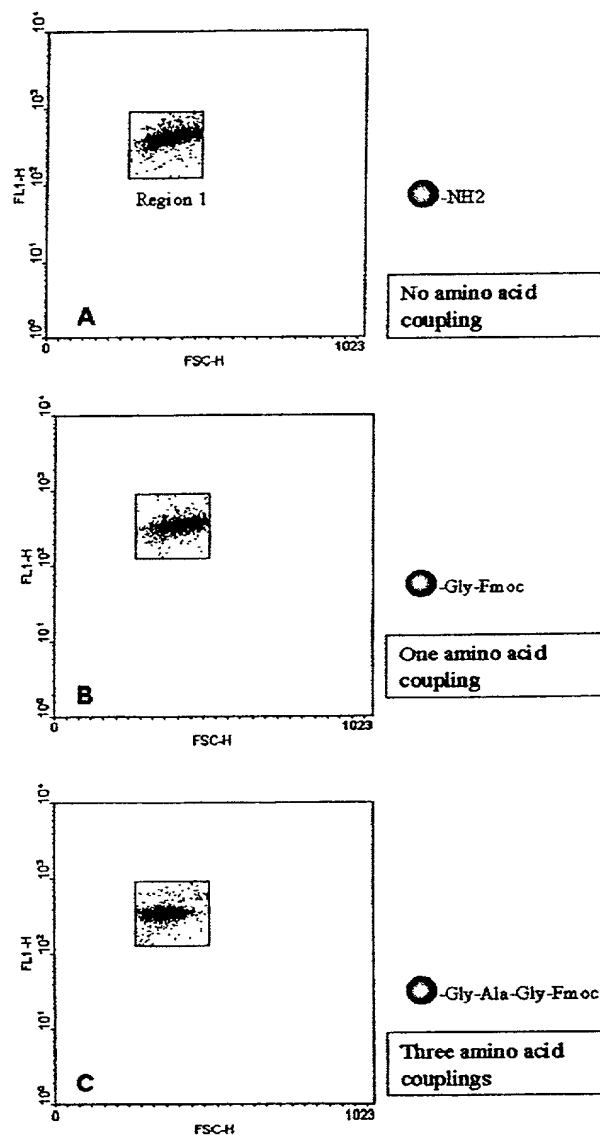 10⁴
10³
FL1-H
10²
Region 1
10¹
10⁰
A
0
1023
FSC-H
-NH2
No amino acid
coupling
10⁴
10³
FL1-H
10²
10¹
10⁰
B
0
1023
FSC-H
-Gly-Fmoc
One amino acid
coupling
10⁴
10³
FL1-H
10²
10¹
10⁰
C
0
1023
FSC-H
-Gly-Ala-Gly-Fmoc
Three amino acid
couplings